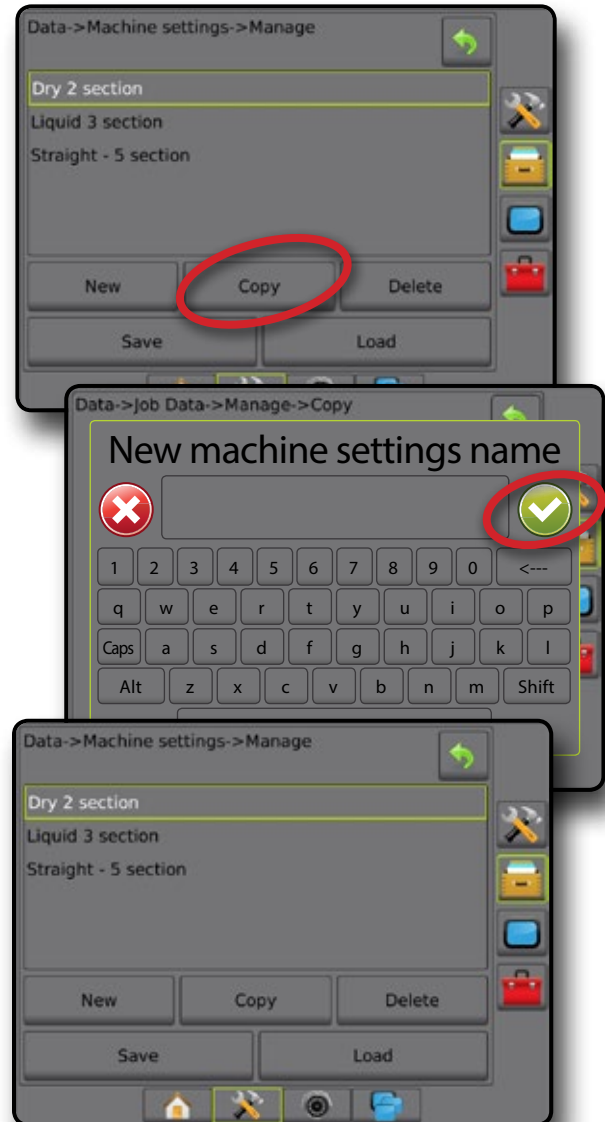 Data->Machine settings->Manage
Dry 2 section
Liquid 3 section
Straight - 5 section
New Copy Delete
Save Load
Data->Job Data->Manage->Copy
New machine settings name
1 2 3 4 5 6 7 8 9 0 <---
q w e r t y u i o p
Caps a s d f g h j k l
Alt z x c v b n m Shift
Data->Machine settings->Manage
Dry 2 section
Liquid 3 section
Straight - 5 section
New Copy Delete
Save Load